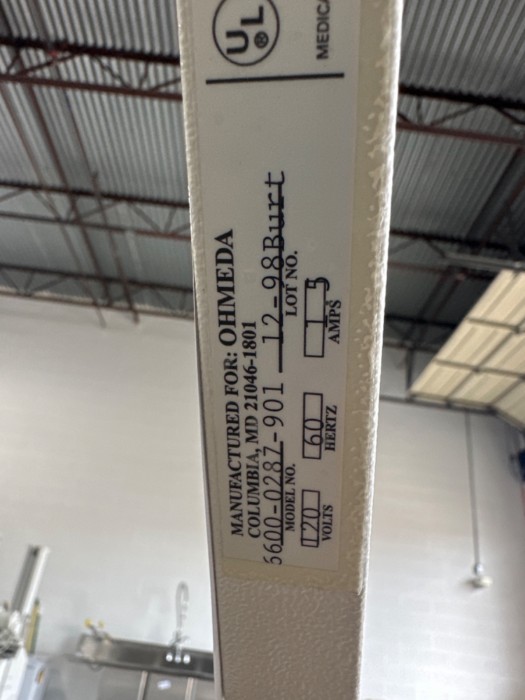 UL
®
MEDICA
MANUFACTURED FOR: OHMEDA
COLUMBIA, MD 21046-1801
6600-0287-901 12-98Burt
MODEL NO. LOT NO.
120 60 1.5
VOLTS HERTZ AMPS